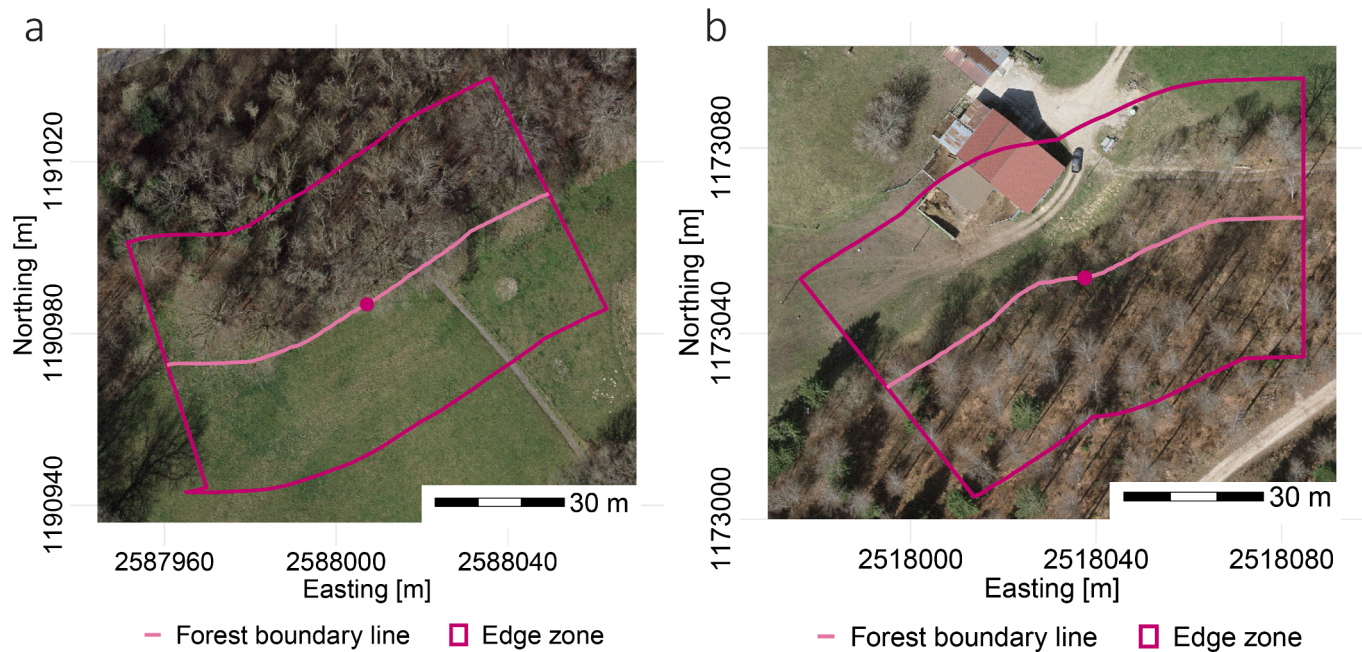 a
b
Northing [m]
1191020
1190980
1190940
30 m
2587960 2588000 2588040
Easting [m]
Forest boundary line Edge zone
Northing [m]
1173080
1173040
1173000
30 m
2518000 2518040 2518080
Easting [m]
Forest boundary line Edge zone